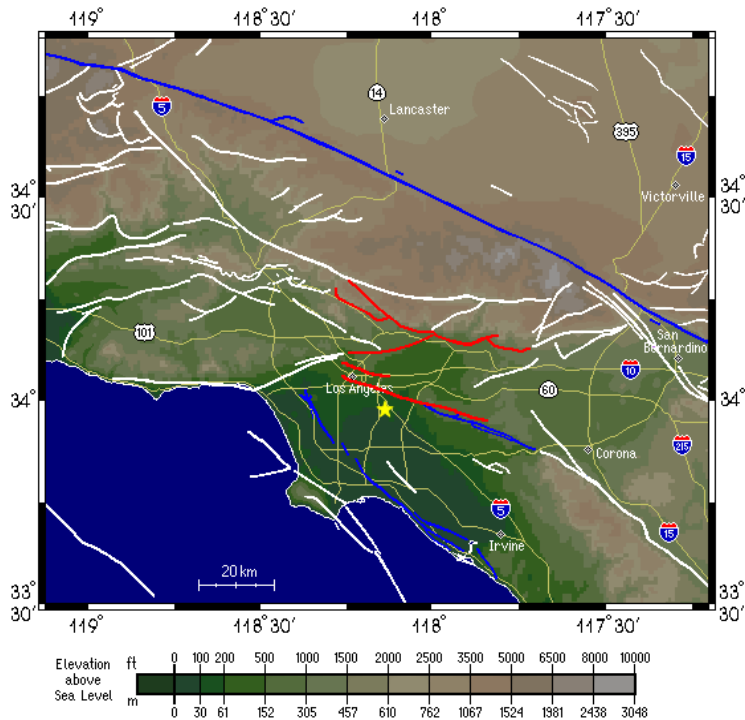 119° 118° 30' 118° 117° 30'
14
5
Lancaster
395
15
34° 30'
34° 30'
Victorville
101
San Bernardino
10
Los Angeles
60
34°
34°
Corona
215
5
15
Irvine
20 km
33° 30'
33° 30'
119° 118° 30' 118° 117° 30'
Elevation above Sea Level
ft 0 100 200 500 1000 1500 2000 2500 3500 5000 6500 8000 10000
m 0 30 61 152 305 457 610 762 1067 1524 1981 2438 3048